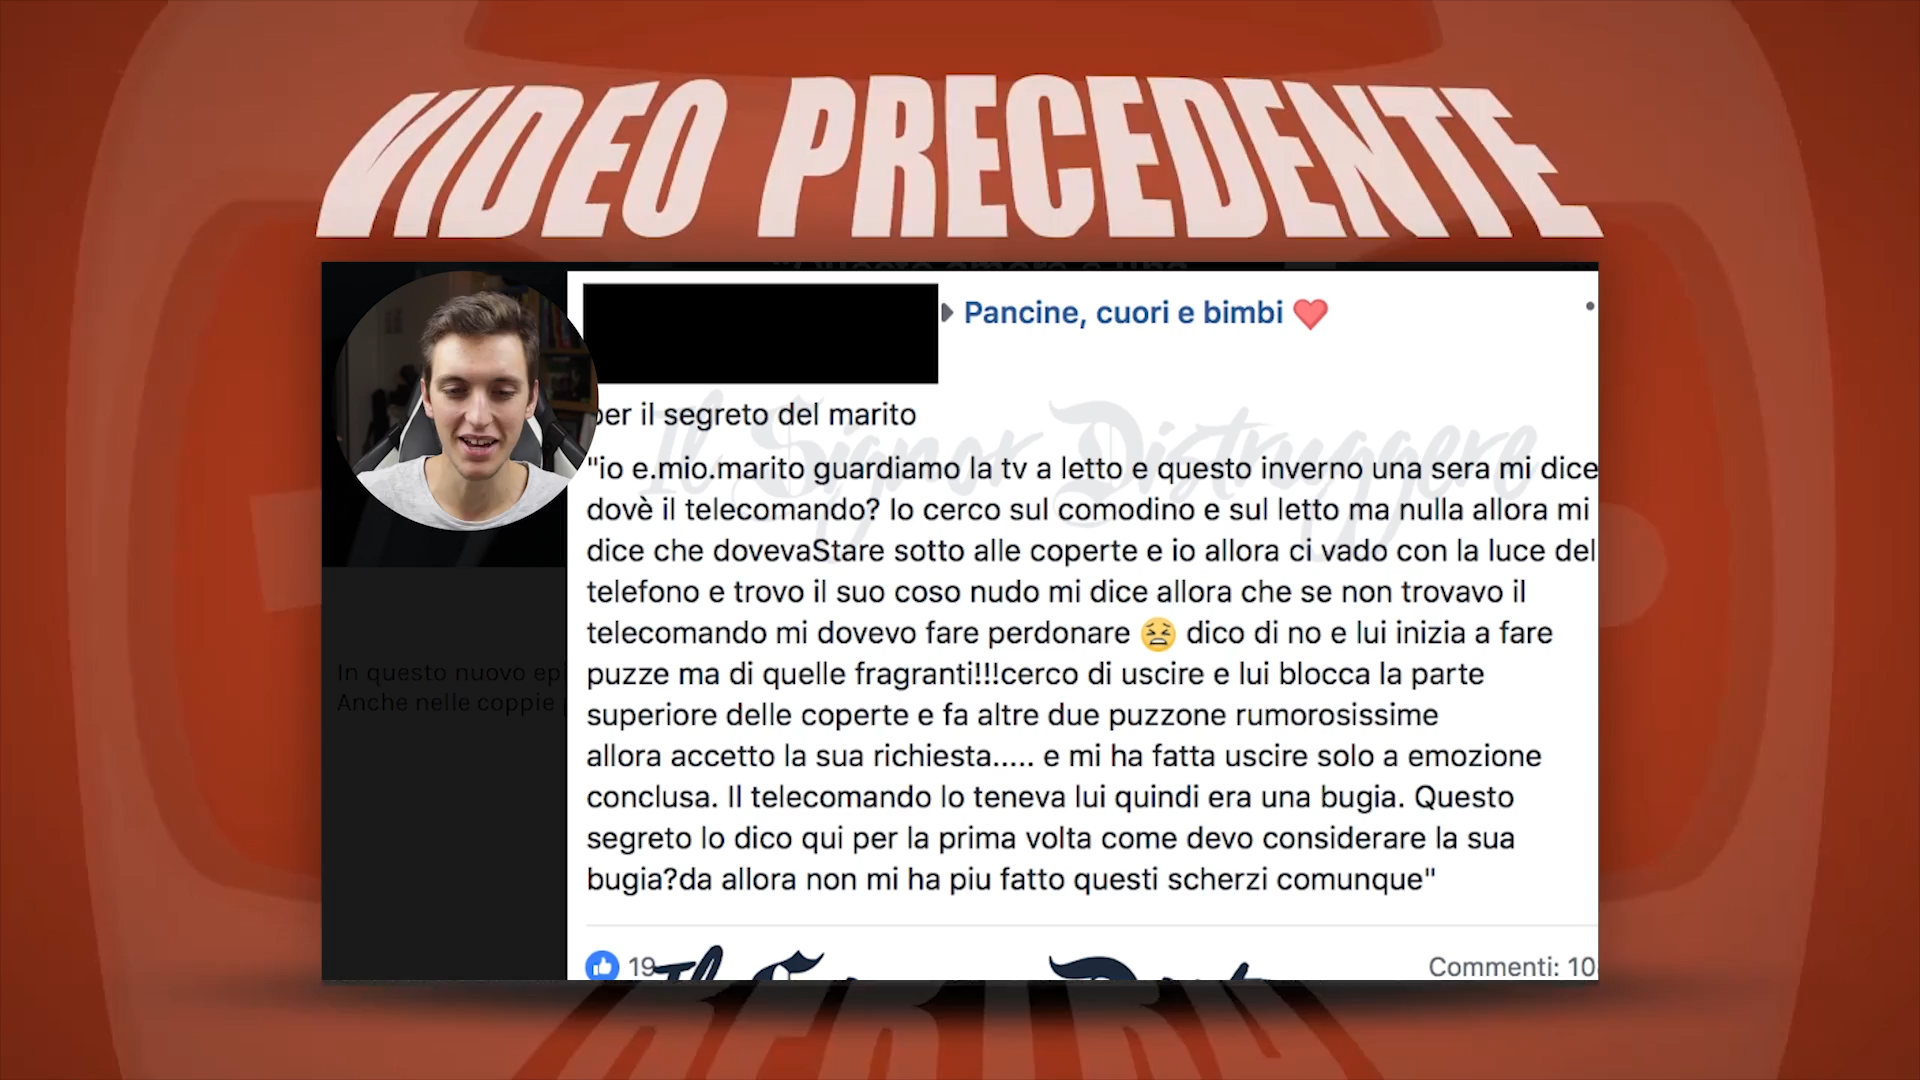 VIDEO PRECEDENTE
Pancine, cuori e bimbi
per il segreto del marito
Il Signor Distruggere
"io e.mio.marito guardiamo la tv a letto e questo inverno una sera mi dice
dovè il telecomando? Io cerco sul comodino e sul letto ma nulla allora mi
dice che dovevaStare sotto alle coperte e io allora ci vado con la luce del
telefono e trovo il suo coso nudo mi dice allora che se non trovavo il
telecomando mi dovevo fare perdonare 😫 dico di no e lui inizia a fare
puzze ma di quelle fragranti!!!cerco di uscire e lui blocca la parte
superiore delle coperte e fa altre due puzzone rumorosissime
allora accetto la sua richiesta..... e mi ha fatta uscire solo a emozione
conclusa. Il telecomando lo teneva lui quindi era una bugia. Questo
segreto lo dico qui per la prima volta come devo considerare la sua
bugia?da allora non mi ha piu fatto questi scherzi comunque"
In questo nuovo
Anche nelle coppie
19
Commenti: 10